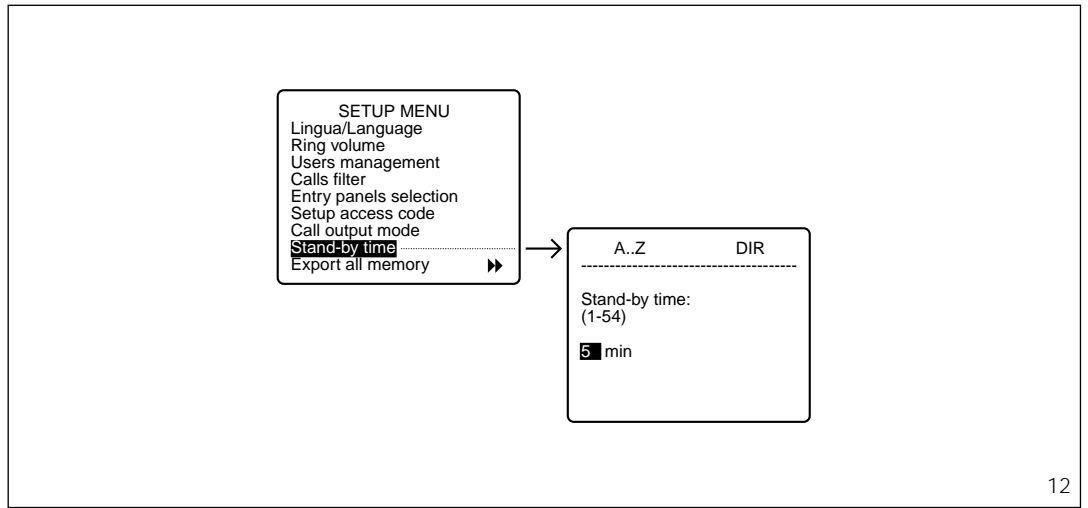 SETUP MENU
Lingua/Language
Ring volume
Users management
Calls filter
Entry panels selection
Setup access code
Call output mode
Stand-by time
Export all memory
A..Z DIR
Stand-by time:
(1-54)
5 min
12